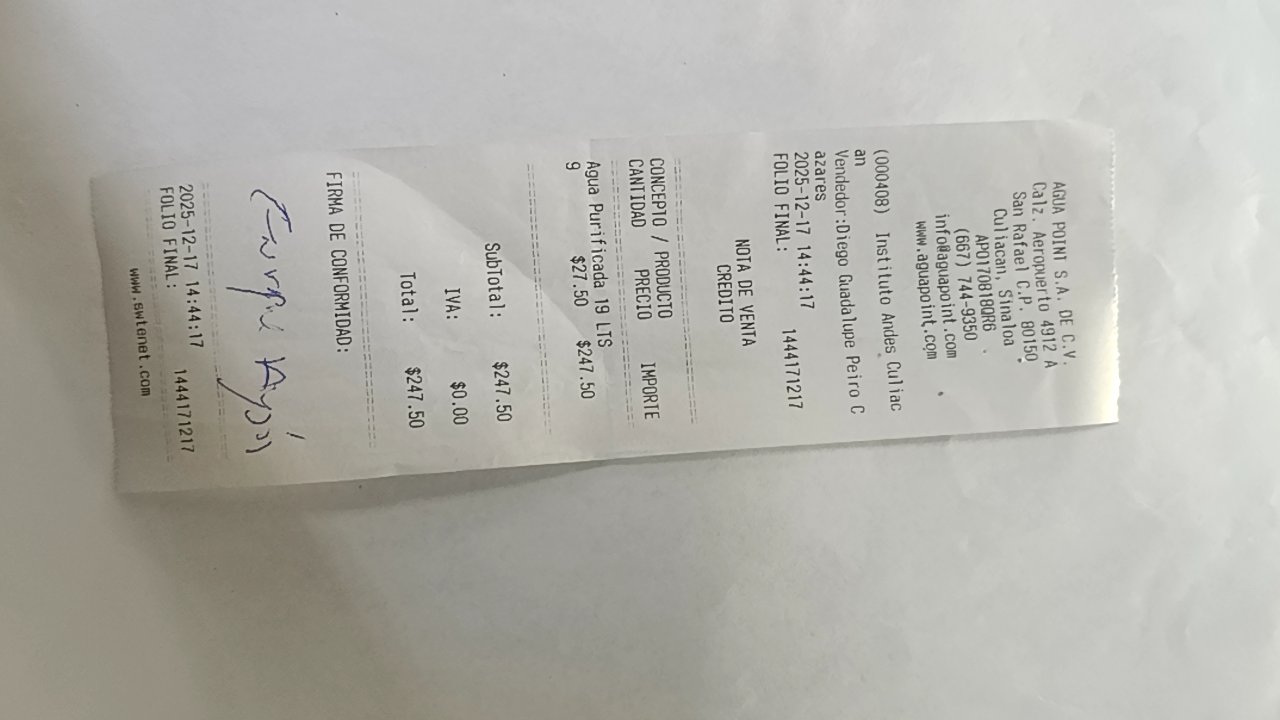 AGUA POINT S.A. DE C.V.
Calz. Aeropuerto 4912 A
San Rafael C.P. 80150,
Culiacan, Sinaloa
APO170818QR6
(667) 744-9350
info@aguapoint.com
www.aguapoint.com
(000408) Instituto Andes Culiac
an
Vendedor:Diego Guadalupe Peiro C
azares
2025-12-17 14:44:17 1444171217
FOLIO FINAL:
NOTA DE VENTA
CREDITO
CONCEPTO / PRODUCTO
CANTIDAD PRECIO IMPORTE
Agua Purificada 19 LTS
9 $27.50 $247.50
SubTotal: $247.50
IVA: $0.00
Total: $247.50
FIRMA DE CONFORMIDAD:
2025-12-17 14:44:17 1444171217
FOLIO FINAL:
www.swtenet.com